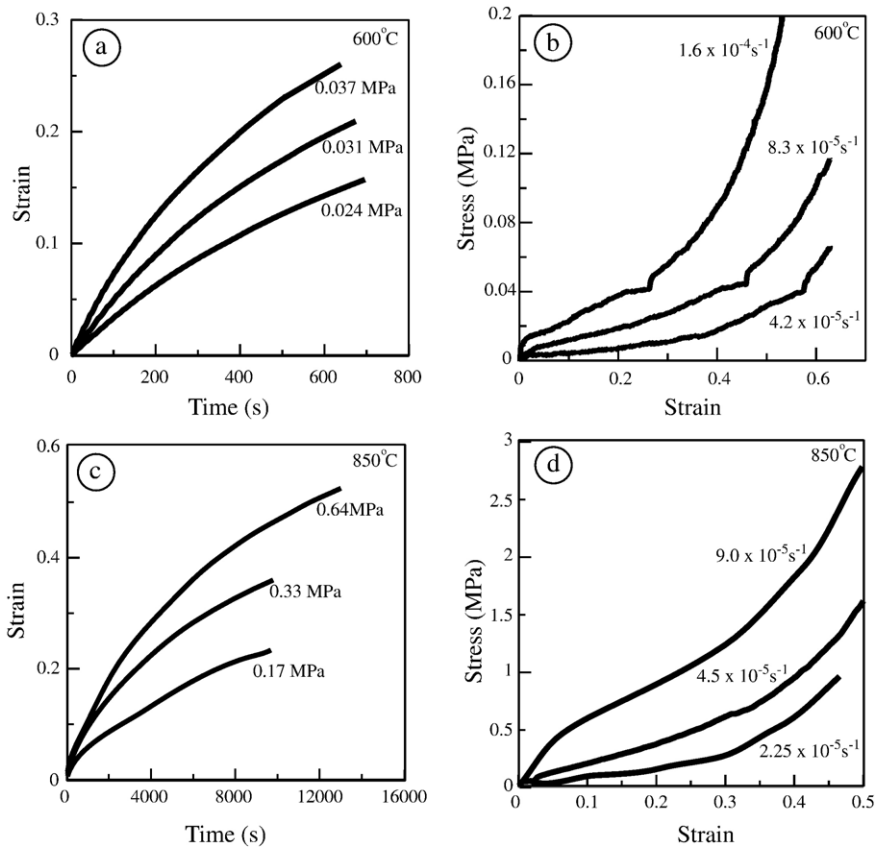 a
600°C
0.3
0.2
0.1
0
Strain
0.037 MPa
0.031 MPa
0.024 MPa
0 200 400 600 800
Time (s)
b
600°C
0.2
0.16
0.12
0.08
0.04
0
Stress (MPa)
1.6 x 10⁻⁴s⁻¹
8.3 x 10⁻⁵s⁻¹
4.2 x 10⁻⁵s⁻¹
0 0.2 0.4 0.6
Strain
c
850°C
0.6
0.4
0.2
0
Strain
0.64MPa
0.33 MPa
0.17 MPa
0 4000 8000 12000 16000
Time (s)
d
850°C
3
2.5
2
1.5
1
0.5
0
Stress (MPa)
9.0 x 10⁻⁵s⁻¹
4.5 x 10⁻⁵s⁻¹
2.25 x 10⁻⁵s⁻¹
0 0.1 0.2 0.3 0.4 0.5
Strain